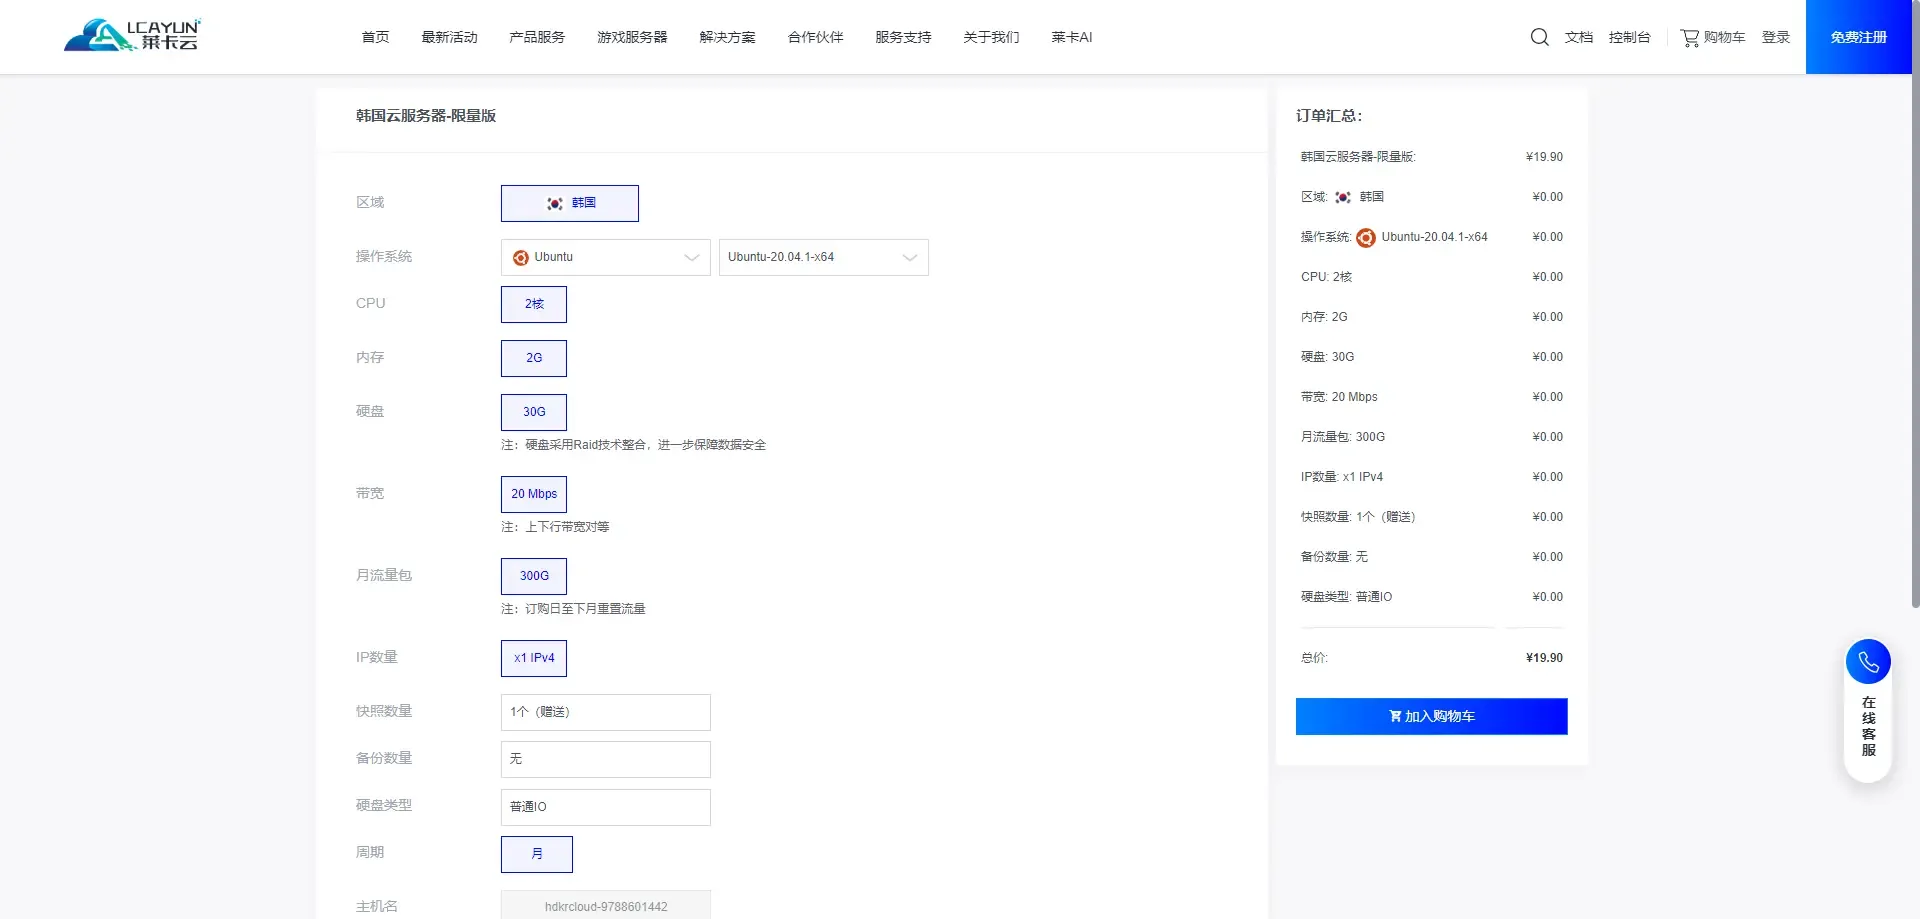 LCAYUN
莱卡云
首页 最新活动 产品服务 游戏服务器 解决方案 合作伙伴 服务支持 关于我们 莱卡AI
文档 控制台 购物车 登录 免费注册
韩国云服务器-限量版
区域 韩国
操作系统 Ubuntu Ubuntu-20.04.1-x64
CPU 2核
内存 2G
硬盘 30G
注：硬盘采用Raid技术整合，进一步保障数据安全
带宽 20 Mbps
注：上下行带宽对等
月流量包 300G
注：订购日至下月重置流量
IP数量 x1 IPv4
快照数量 1个（赠送）
备份数量 无
硬盘类型 普通IO
周期 月
主机名 hdkrcloud-9788601442
订单汇总：
韩国云服务器-限量版: ¥19.90
区域: 韩国 ¥0.00
操作系统: Ubuntu-20.04.1-x64 ¥0.00
CPU: 2核 ¥0.00
内存: 2G ¥0.00
硬盘: 30G ¥0.00
带宽: 20 Mbps ¥0.00
月流量包: 300G ¥0.00
IP数量: x1 IPv4 ¥0.00
快照数量: 1个（赠送） ¥0.00
备份数量: 无 ¥0.00
硬盘类型: 普通IO ¥0.00
总价: ¥19.90
加入购物车
在线客服